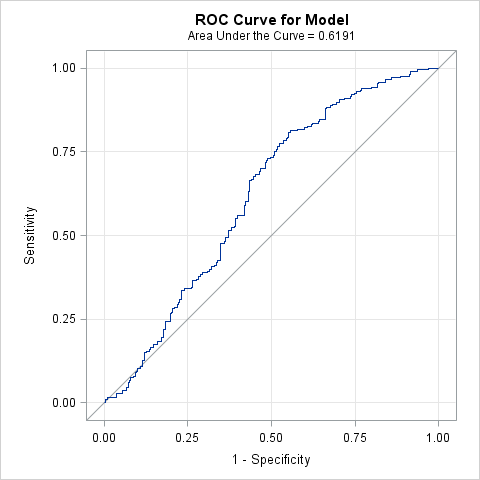 ROC Curve for Model
Area Under the Curve = 0.6191
1.00
0.75
0.50
0.25
0.00
Sensitivity
0.00 0.25 0.50 0.75 1.00
1 - Specificity